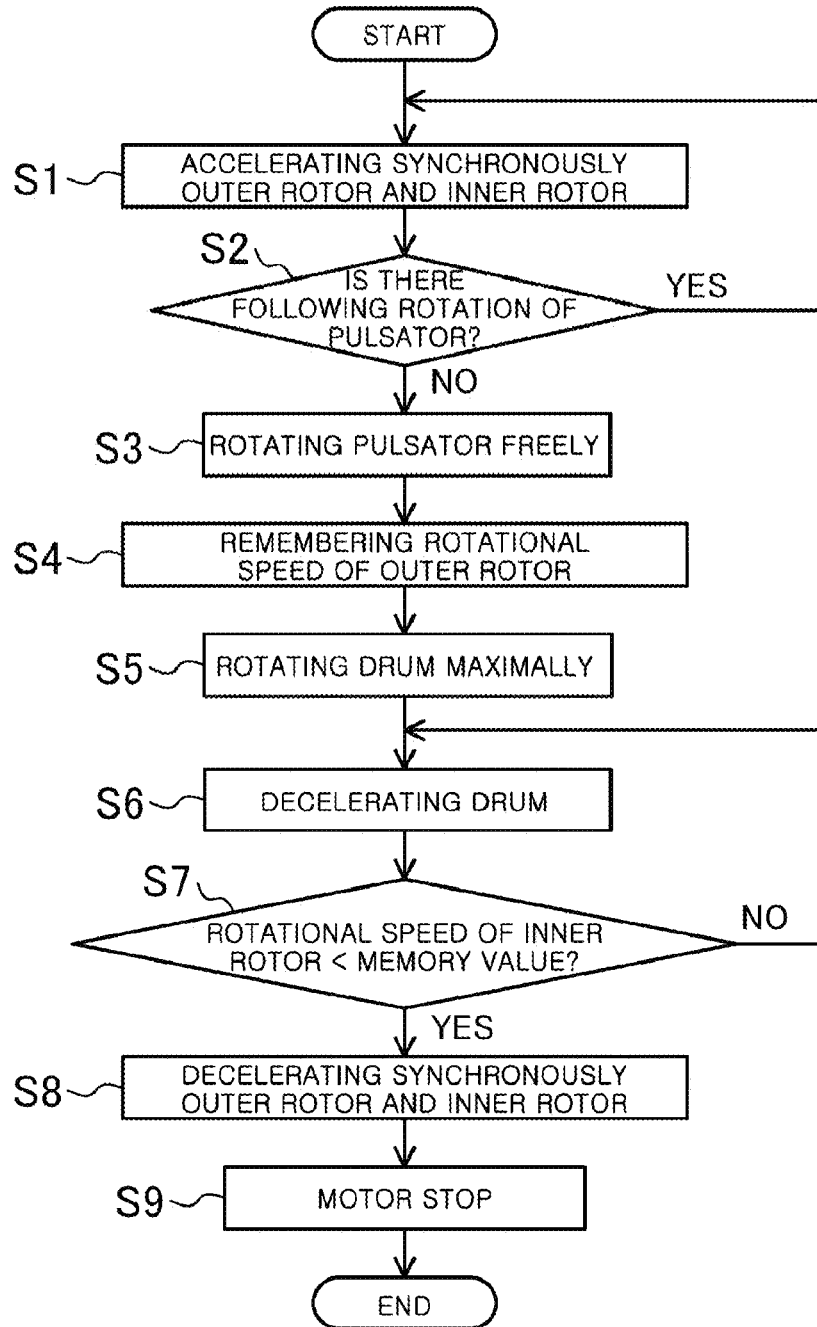 START
S1
ACCELERATING SYNCHRONOUSLY
OUTER ROTOR AND INNER ROTOR
S2
IS THERE
FOLLOWING ROTATION OF
PULSATOR?
YES
NO
S3
ROTATING PULSATOR FREELY
S4
REMEMBERING ROTATIONAL
SPEED OF OUTER ROTOR
S5
ROTATING DRUM MAXIMALLY
S6
DECELERATING DRUM
S7
ROTATIONAL SPEED OF INNER
ROTOR < MEMORY VALUE?
NO
YES
S8
DECELERATING SYNCHRONOUSLY
OUTER ROTOR AND INNER ROTOR
S9
MOTOR STOP
END